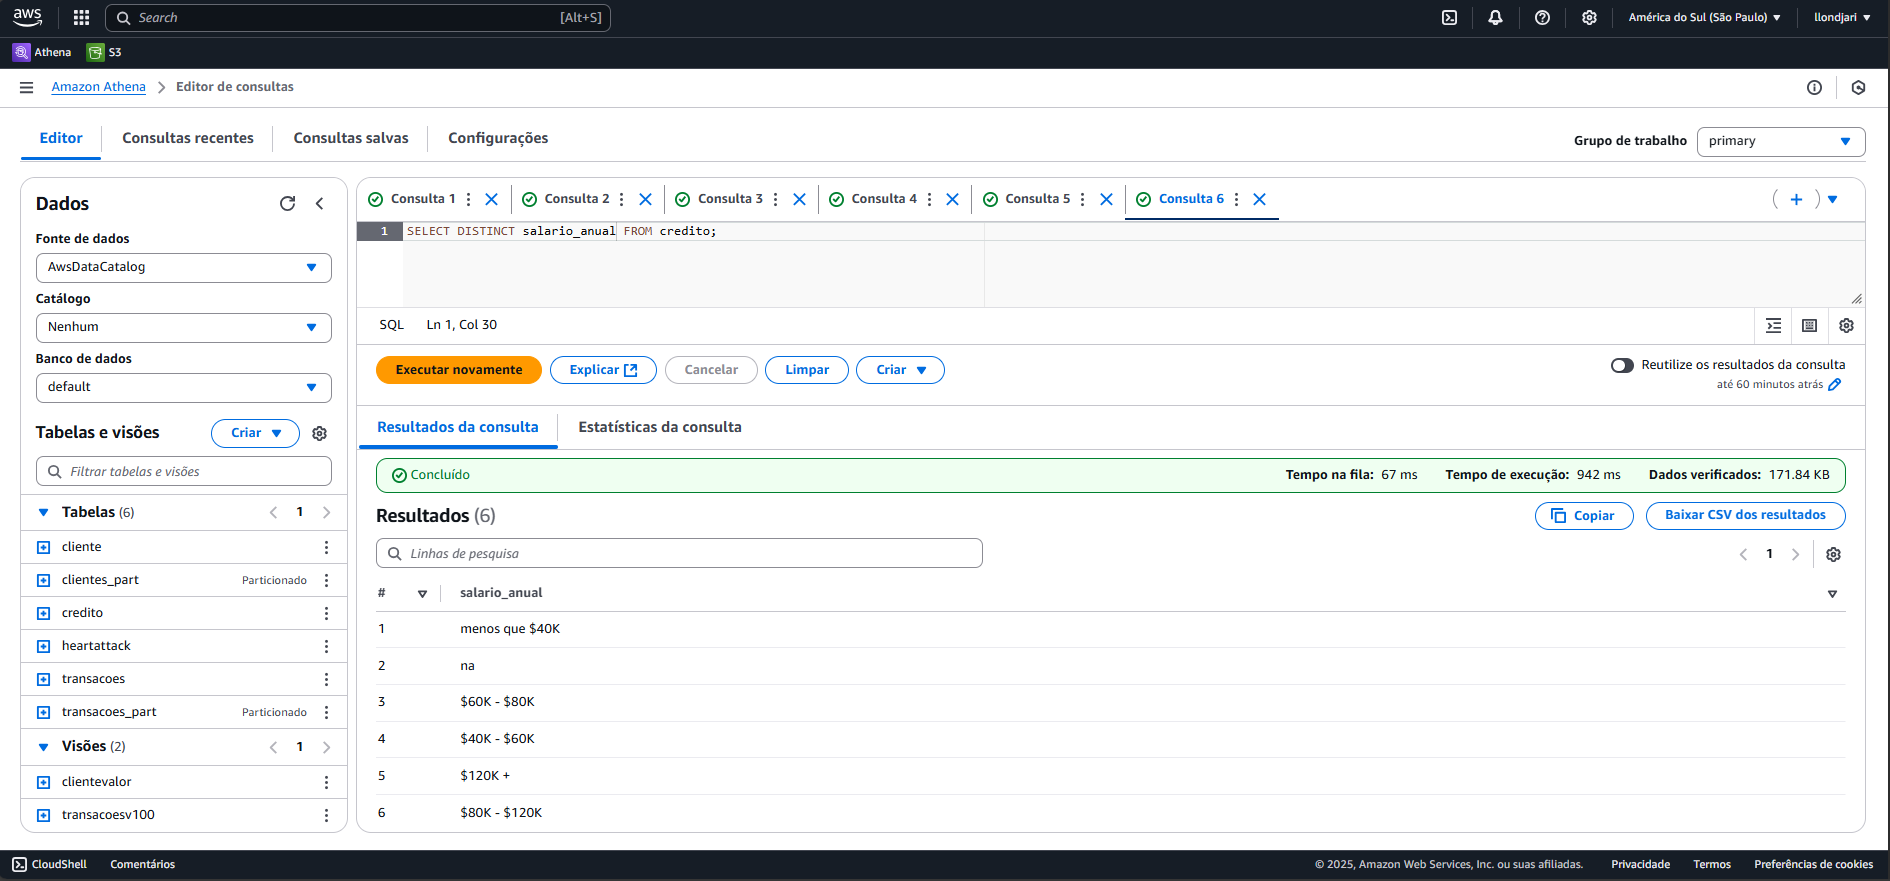 aws
Search [Alt+S]
América do Sul (São Paulo)
llondjari
Athena
S3
Amazon Athena
Editor de consultas
Editor
Consultas recentes
Consultas salvas
Configurações
Grupo de trabalho
primary
Dados
Fonte de dados
AwsDataCatalog
Catálogo
Nenhum
Banco de dados
default
Tabelas e visões
Criar
Filtrar tabelas e visões
Tabelas (6) 1
cliente
clientes_part Particionado
credito
heartattack
transacoes
transacoes_part Particionado
Visões (2) 1
clientevalor
transacoesv100
Consulta 1
Consulta 2
Consulta 3
Consulta 4
Consulta 5
Consulta 6
1 SELECT DISTINCT salario_anual FROM credito;
SQL Ln 1, Col 30
Executar novamente
Explicar
Cancelar
Limpar
Criar
Reutilize os resultados da consulta
até 60 minutos atrás
Resultados da consulta
Estatísticas da consulta
Concluído
Tempo na fila: 67 ms
Tempo de execução: 942 ms
Dados verificados: 171.84 KB
Resultados (6)
Copiar
Baixar CSV dos resultados
Linhas de pesquisa
1
# salario_anual
1 menos que $40K
2 na
3 $60K - $80K
4 $40K - $60K
5 $120K +
6 $80K - $120K
CloudShell
Comentários
© 2025, Amazon Web Services, Inc. ou suas afiliadas.
Privacidade
Termos
Preferências de cookies